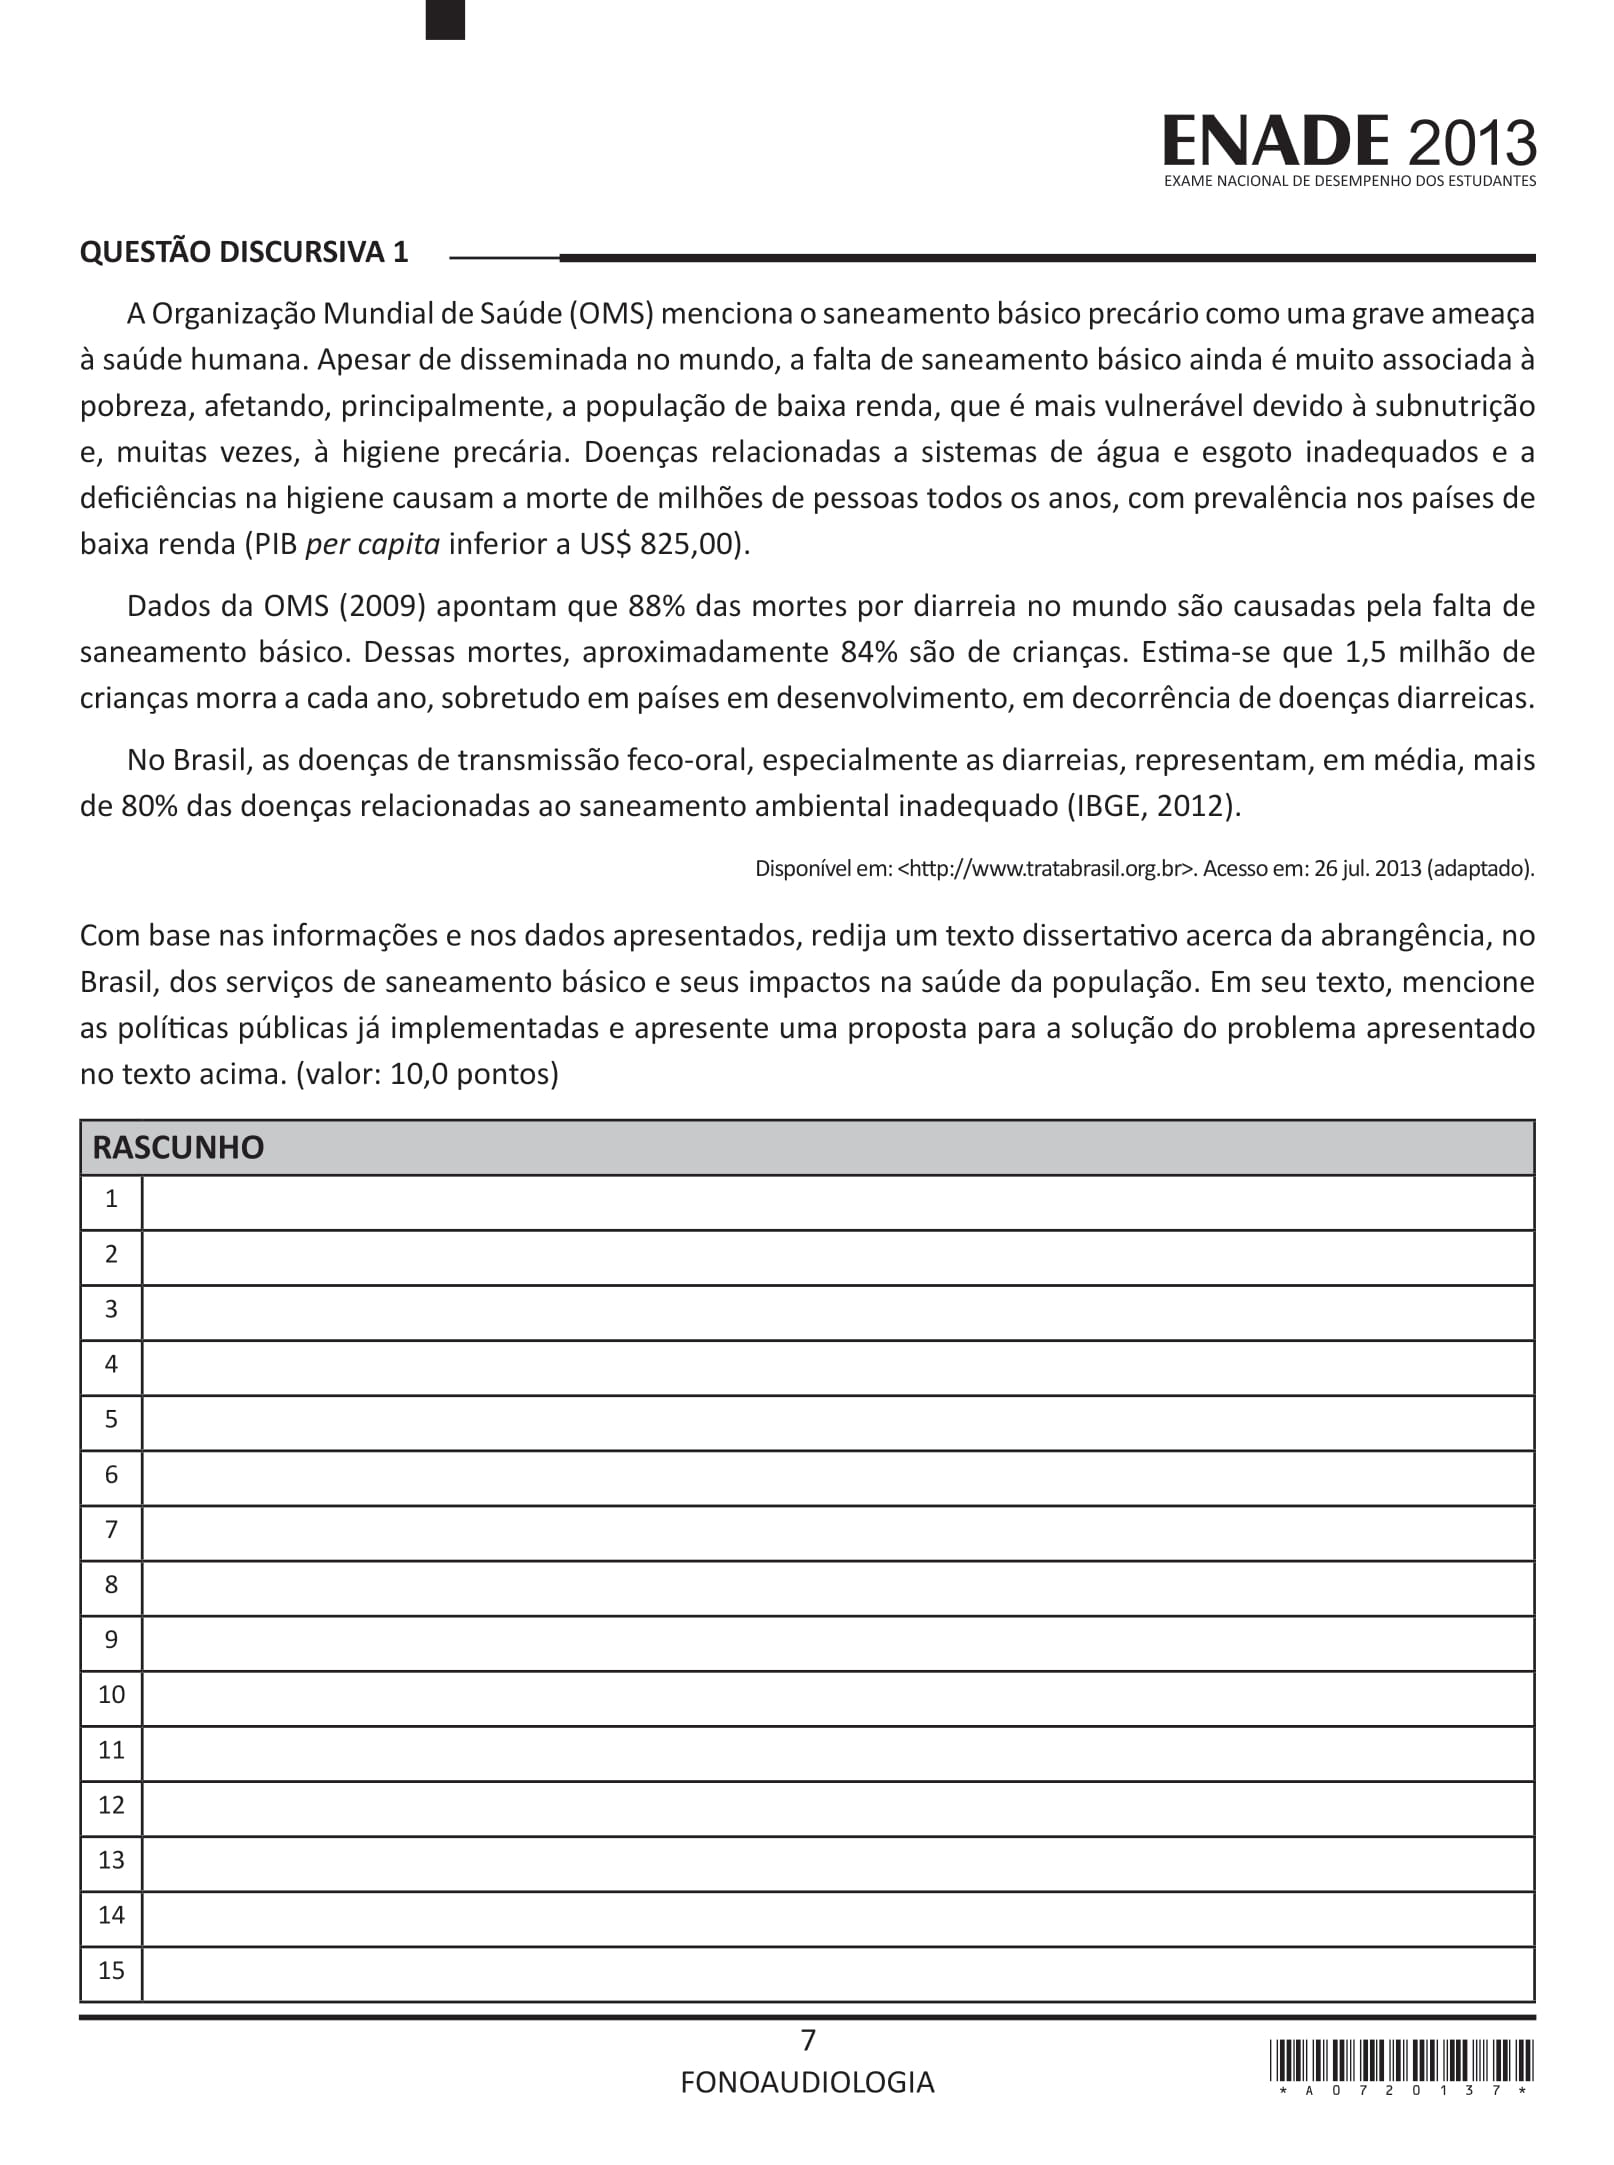 ENADE 2013
EXAME NACIONAL DE DESEMPENHO DOS ESTUDANTES
QUESTÃO DISCURSIVA 1
A Organização Mundial de Saúde (OMS) menciona o saneamento básico precário como uma grave ameaça
à saúde humana. Apesar de disseminada no mundo, a falta de saneamento básico ainda é muito associada à
pobreza, afetando, principalmente, a população de baixa renda, que é mais vulnerável devido à subnutrição
e, muitas vezes, à higiene precária. Doenças relacionadas a sistemas de água e esgoto inadequados e a
deficiências na higiene causam a morte de milhões de pessoas todos os anos, com prevalência nos países de
baixa renda (PIB per capita inferior a US$ 825,00).
Dados da OMS (2009) apontam que 88% das mortes por diarreia no mundo são causadas pela falta de
saneamento básico. Dessas mortes, aproximadamente 84% são de crianças. Estima-se que 1,5 milhão de
crianças morra a cada ano, sobretudo em países em desenvolvimento, em decorrência de doenças diarreicas.
No Brasil, as doenças de transmissão feco-oral, especialmente as diarreias, representam, em média, mais
de 80% das doenças relacionadas ao saneamento ambiental inadequado (IBGE, 2012).
Disponível em: <http://www.tratabrasil.org.br>. Acesso em: 26 jul. 2013 (adaptado).
Com base nas informações e nos dados apresentados, redija um texto dissertativo acerca da abrangência, no
Brasil, dos serviços de saneamento básico e seus impactos na saúde da população. Em seu texto, mencione
as políticas públicas já implementadas e apresente uma proposta para a solução do problema apresentado
no texto acima. (valor: 10,0 pontos)
RASCUNHO
1
2
3
4
5
6
7
8
9
10
11
12
13
14
15
7
FONOAUDIOLOGIA
*A0720137*